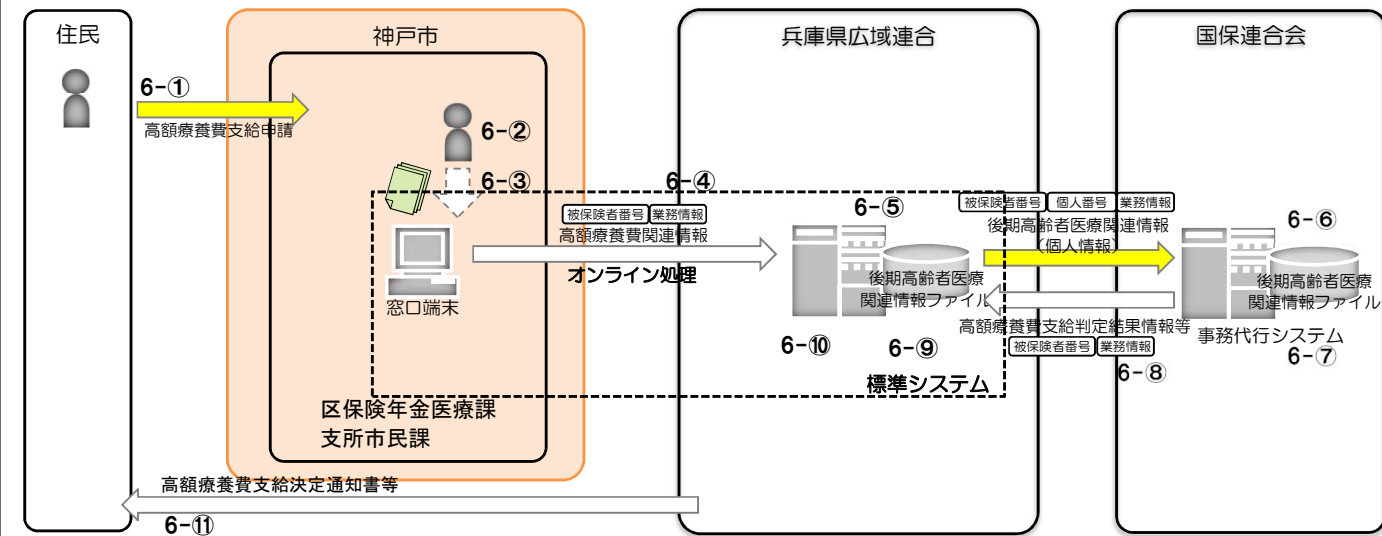 住民
神戸市
兵庫県広域連合
国保連合会
6-①
高額療養費支給申請
6-②
6-③
6-④
被保険者番号 業務情報
高額療養費関連情報
オンライン処理
窓口端末
6-⑤
後期高齢者医療
関連情報ファイル
6-⑩
6-⑨
標準システム
被保険者番号 個人番号 業務情報
後期高齢者医療関連情報
（個人情報）
高額療養費支給判定結果情報等
被保険者番号 業務情報
6-⑧
6-⑥
後期高齢者医療
関連情報ファイル
事務代行システム
6-⑦
区保険年金医療課
支所市民課
高額療養費支給決定通知書等
6-⑪